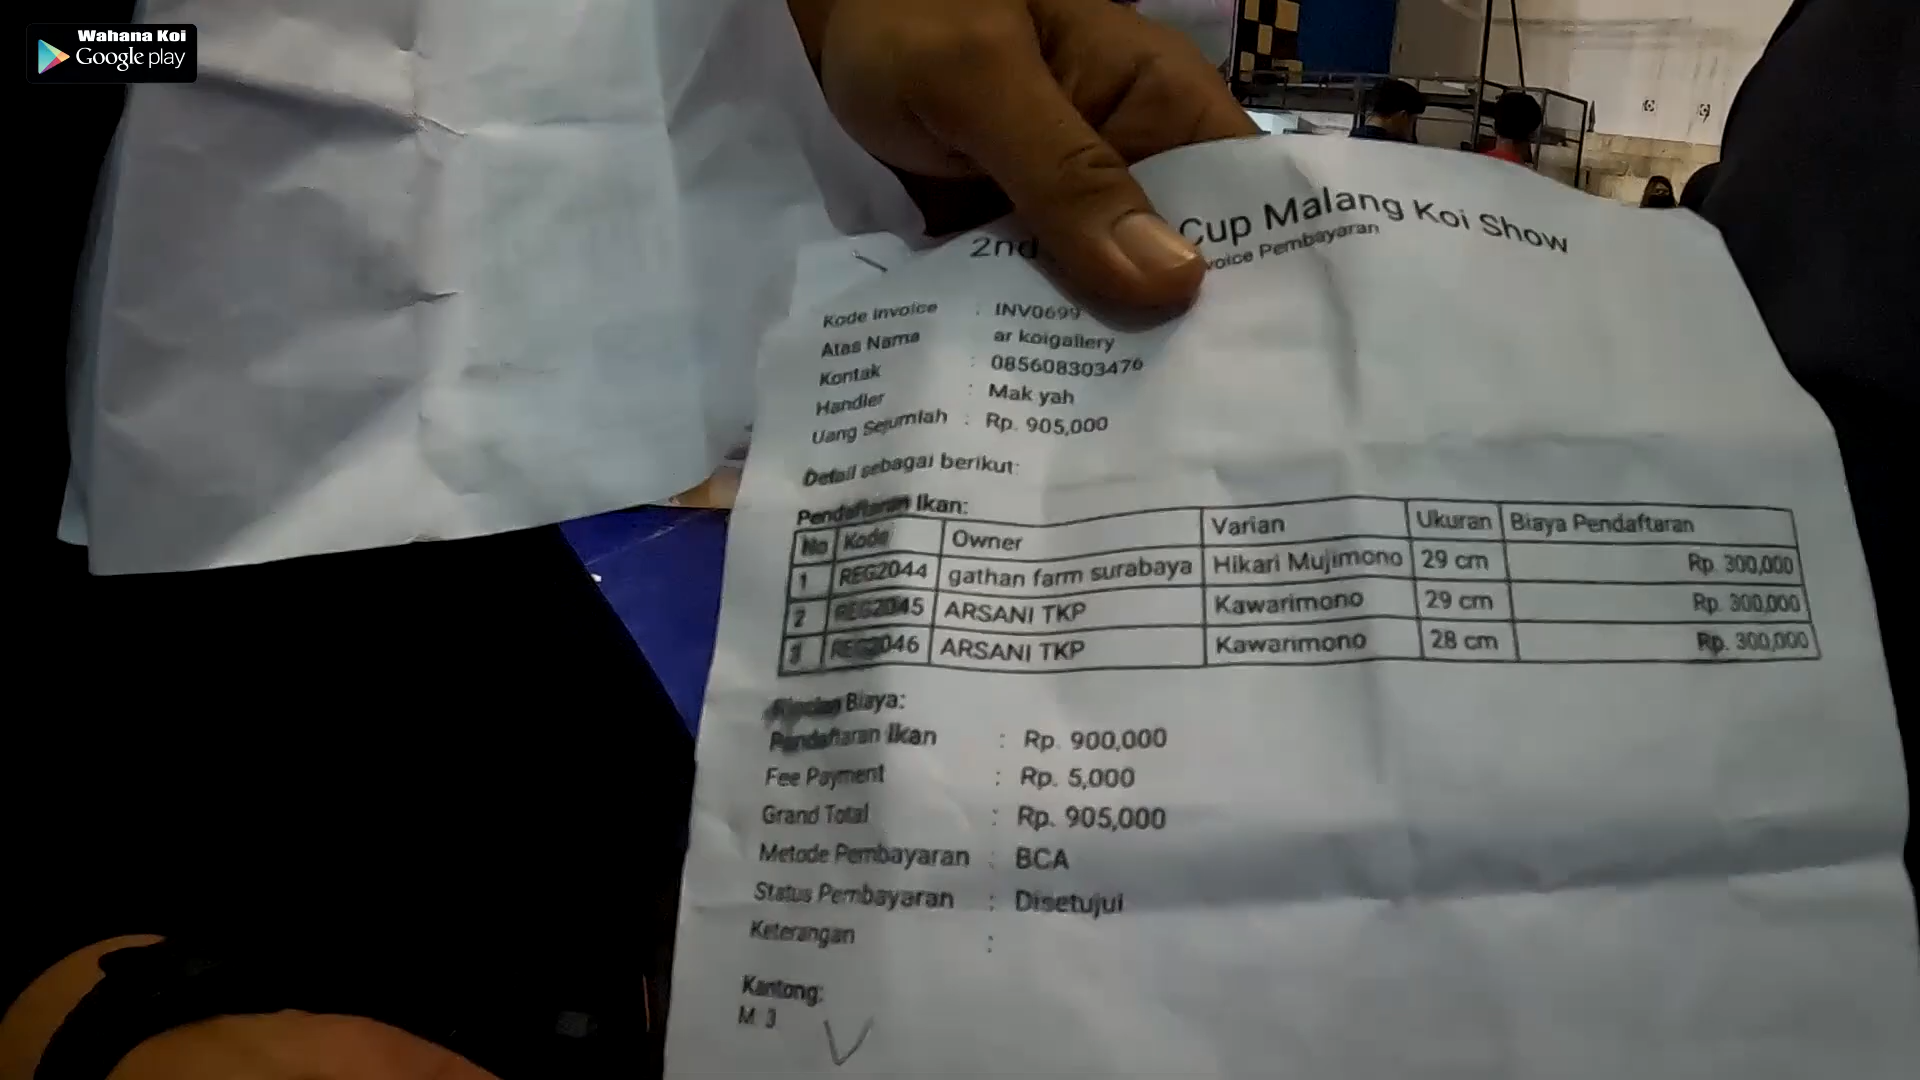 Wahana Koi
Google play
2nd Cup Malang Koi Show
voice Pembayaran
Kode Invoice : INV0699
Atas Nama ar koigallery
Kontak : 085608303476
Handler : Mak yah
Uang Sejumlah : Rp. 905,000
Detail sebagai berikut:
Pendaftaran Ikan:
No Kode Owner Varian Ukuran Biaya Pendaftaran
1 REG2044 gathan farm surabaya Hikari Mujimono 29 cm Rp. 300,000
2 REG2045 ARSANI TKP Kawarimono 29 cm Rp. 300,000
3 REG2046 ARSANI TKP Kawarimono 28 cm Rp. 300,000
Rincian Biaya:
Pendaftaran Ikan : Rp. 900,000
Fee Payment : Rp. 5,000
Grand Total : Rp. 905,000
Metode Pembayaran : BCA
Status Pembayaran : Disetujui
Keterangan :
Kantong:
M: 3